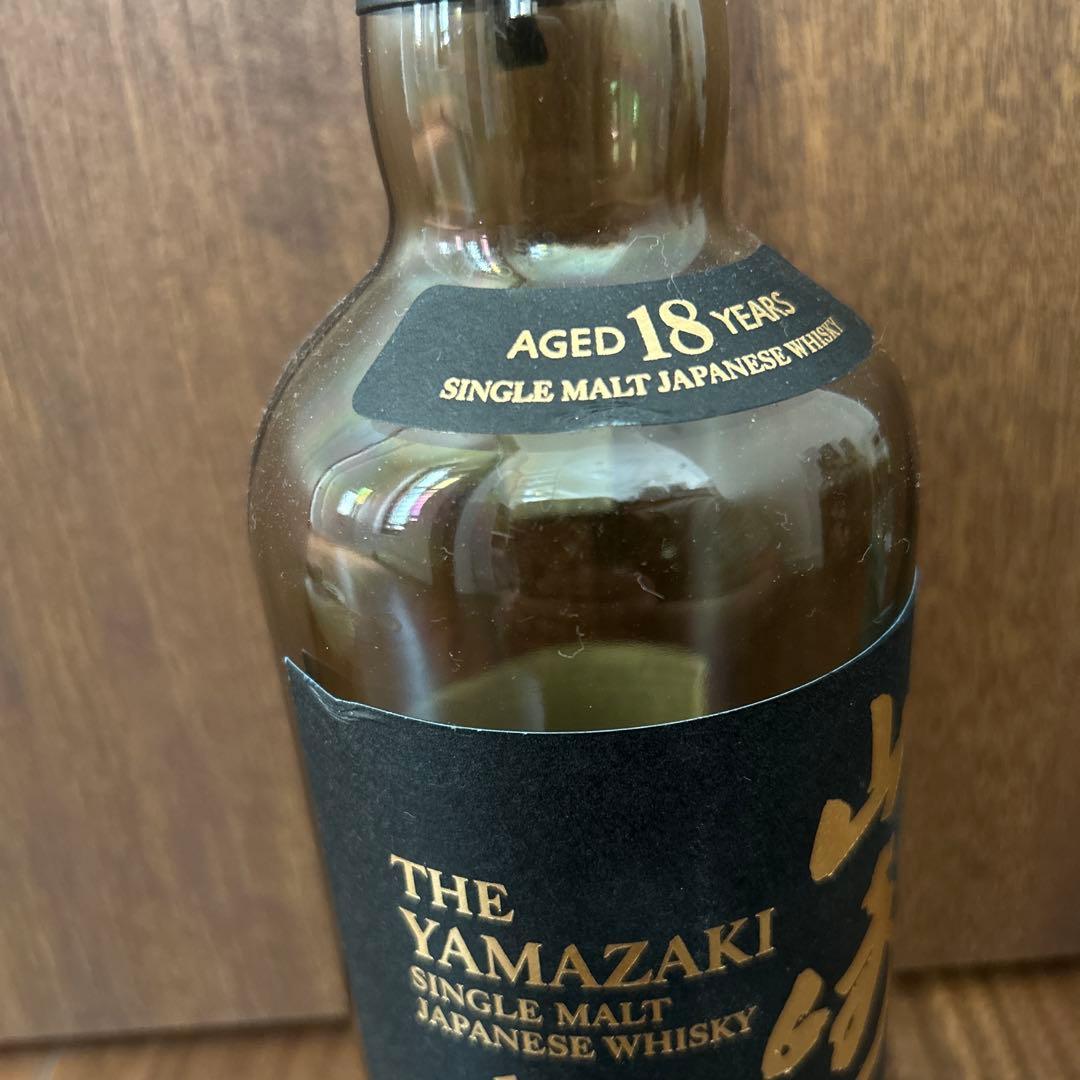 AGED 18 YEARS
SINGLE MALT JAPANESE WHISKY
THE
YAMAZAKI
SINGLE MALT
JAPANESE WHISKY